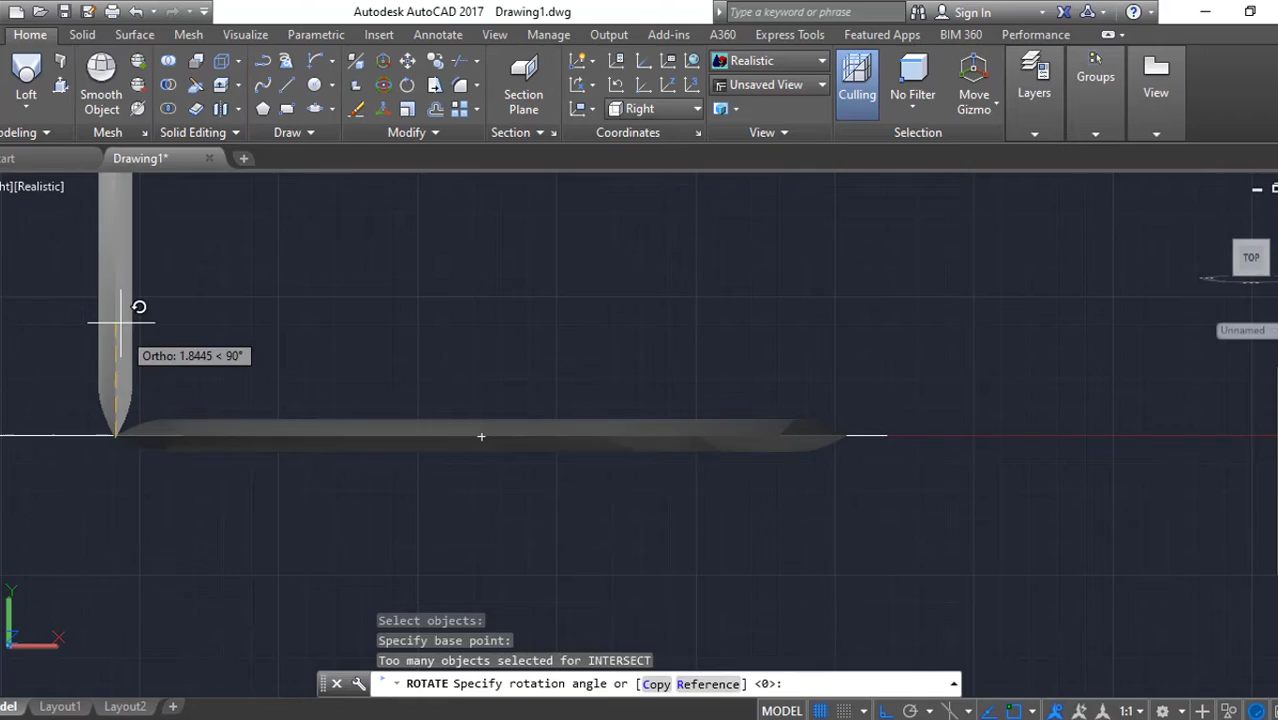 Autodesk AutoCAD 2017 Drawing1.dwg
Type a keyword or phrase
Sign In
Home Solid Surface Mesh Visualize Parametric Insert Annotate View Manage Output Add-ins A360 Express Tools Featured Apps BIM 360 Performance
Loft
Smooth
Object
Section
Plane
Realistic
Unsaved View
Right
Culling
No Filter
Move
Gizmo
Layers
Groups
View
odeling Mesh Solid Editing Draw Modify Section Coordinates View Selection
art Drawing1*
ht][Realistic]
TOP
Unnamed
Ortho: 1.8445 < 90°
Y
X
Z
Select objects:
Specify base point:
Too many objects selected for INTERSECT
ROTATE Specify rotation angle or [Copy Reference] <0>:
odel Layout1 Layout2 MODEL 1:1